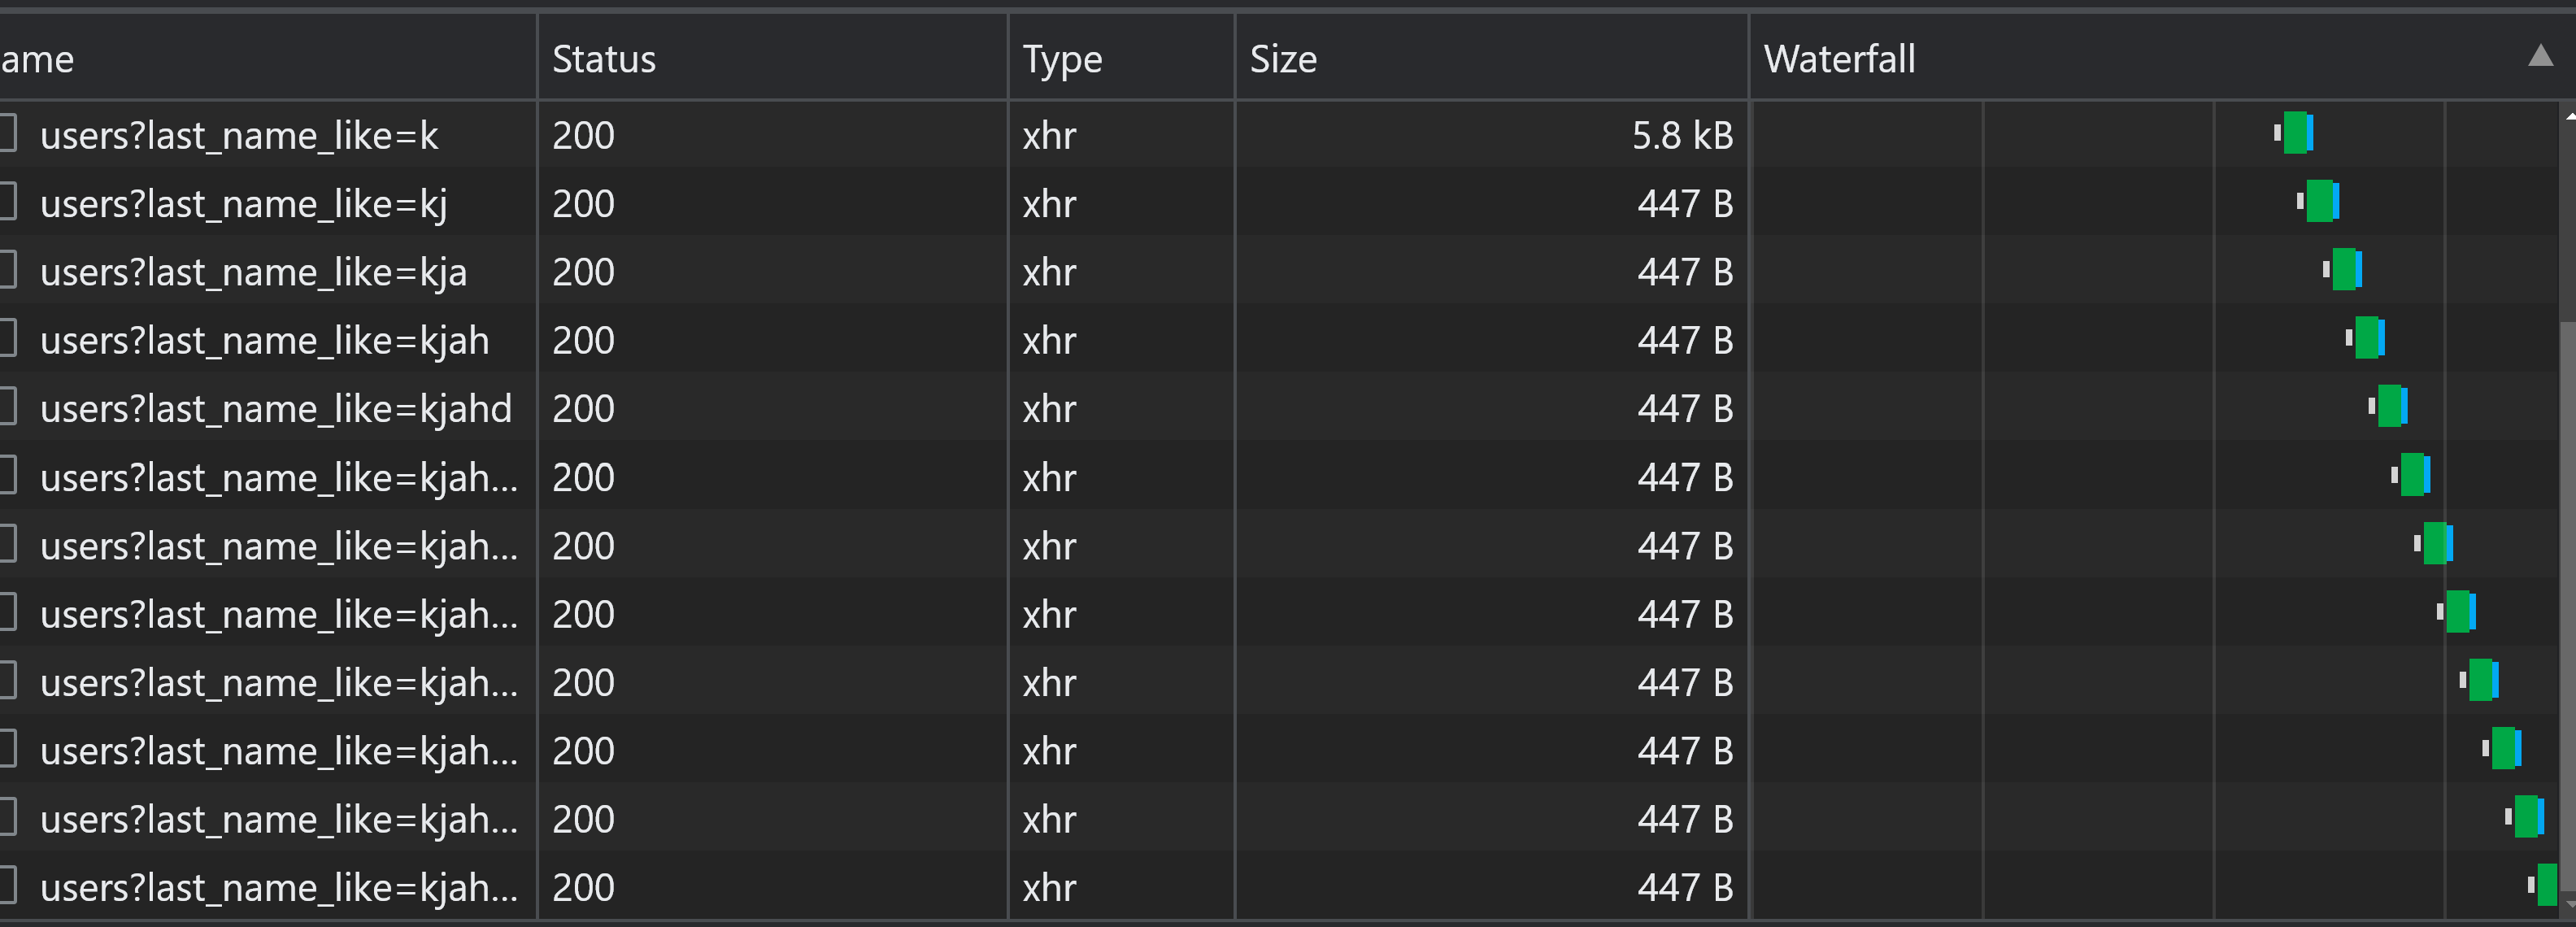 ame Status Type Size Waterfall
users?last_name_like=k 200 xhr 5.8 kB
users?last_name_like=kj 200 xhr 447 B
users?last_name_like=kja 200 xhr 447 B
users?last_name_like=kjah 200 xhr 447 B
users?last_name_like=kjahd 200 xhr 447 B
users?last_name_like=kjah... 200 xhr 447 B
users?last_name_like=kjah... 200 xhr 447 B
users?last_name_like=kjah... 200 xhr 447 B
users?last_name_like=kjah... 200 xhr 447 B
users?last_name_like=kjah... 200 xhr 447 B
users?last_name_like=kjah... 200 xhr 447 B
users?last_name_like=kjah... 200 xhr 447 B